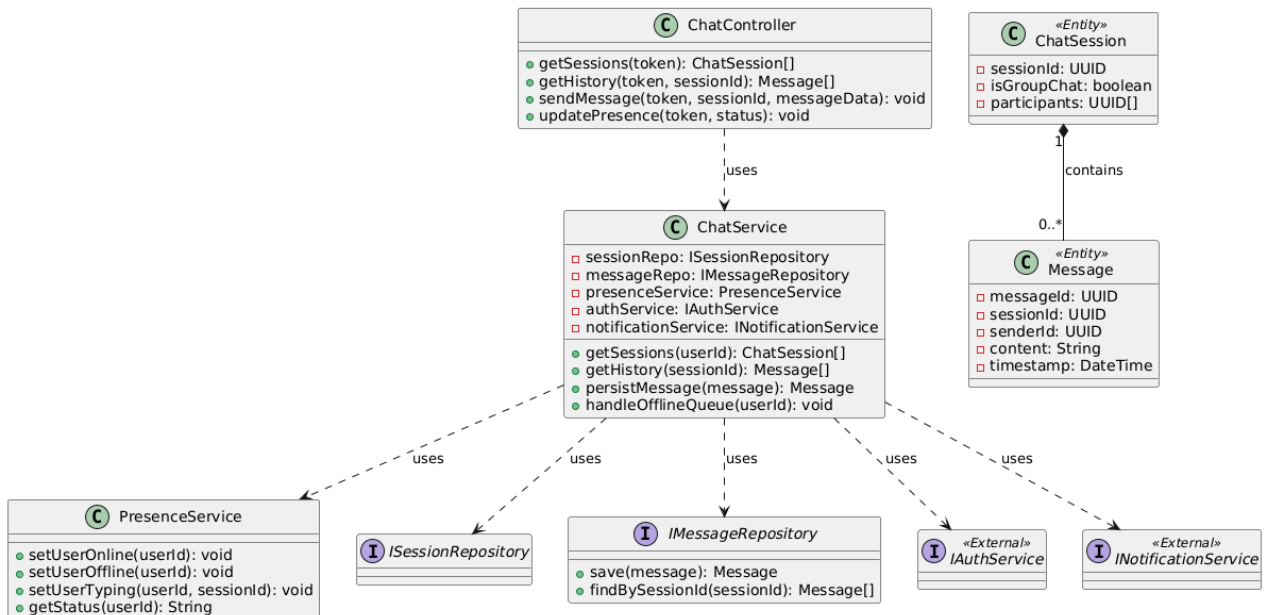 C ChatController
getSessions(token): ChatSession[]
getHistory(token, sessionId): Message[]
sendMessage(token, sessionId, messageData): void
updatePresence(token, status): void
«Entity»
C ChatSession
sessionId: UUID
isGroupChat: boolean
participants: UUID[]
uses
1
contains
0..*
C ChatService
sessionRepo: ISessionRepository
messageRepo: IMessageRepository
presenceService: PresenceService
authService: IAuthService
notificationService: INotificationService
getSessions(userId): ChatSession[]
getHistory(sessionId): Message[]
persistMessage(message): Message
handleOfflineQueue(userId): void
«Entity»
C Message
messageId: UUID
sessionId: UUID
senderId: UUID
content: String
timestamp: DateTime
uses
uses
uses
uses
uses
C PresenceService
setUserOnline(userId): void
setUserOffline(userId): void
setUserTyping(userId, sessionId): void
getStatus(userId): String
I ISessionRepository
I IMessageRepository
save(message): Message
findBySessionId(sessionId): Message[]
«External»
I IAuthService
«External»
I INotificationService